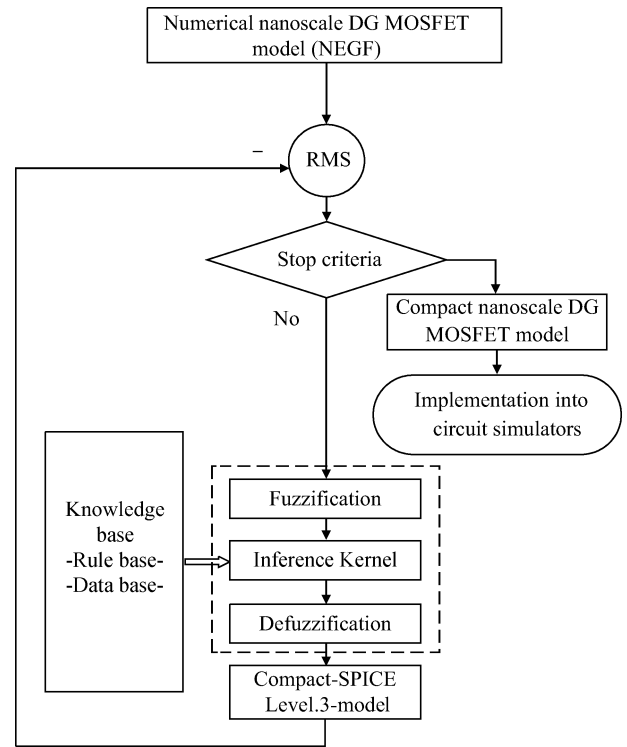 Numerical nanoscale DG MOSFET
model (NEGF)
–
RMS
Stop criteria
No
Compact nanoscale DG
MOSFET model
Implementation into
circuit simulators
Knowledge
base
-Rule base-
-Data base-
Fuzzification
Inference Kernel
Defuzzification
Compact-SPICE
Level.3-model